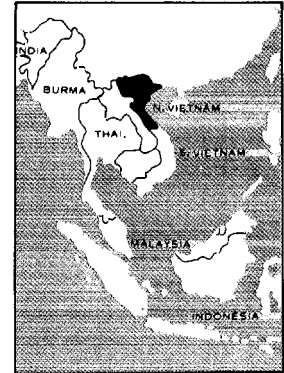 INDIA
BURMA
N. VIETNAM
THAI.
S. VIETNAM
MALAYSIA
INDONESIA